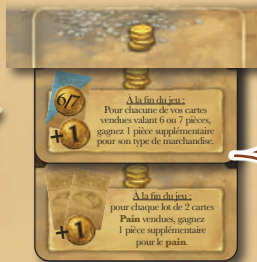 6/7
+1
À la fin du jeu :
Pour chacune de vos cartes
vendues valant 6 ou 7 pièces,
gagnez 1 pièce supplémentaire
pour son type de marchandise.
+1
À la fin du jeu :
pour chaque lot de 2 cartes
Pain vendues, gagnez
1 pièce supplémentaire
pour le pain.